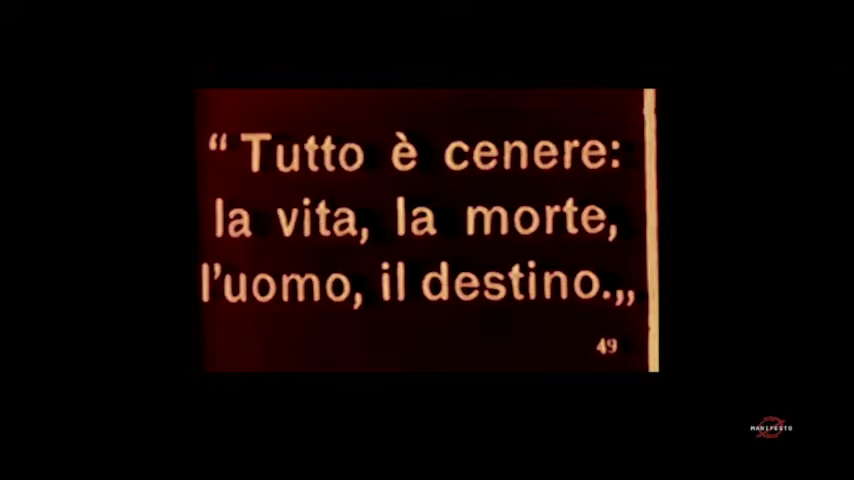 “Tutto è cenere:
la vita, la morte,
l'uomo, il destino.„
49
MANIFESTO